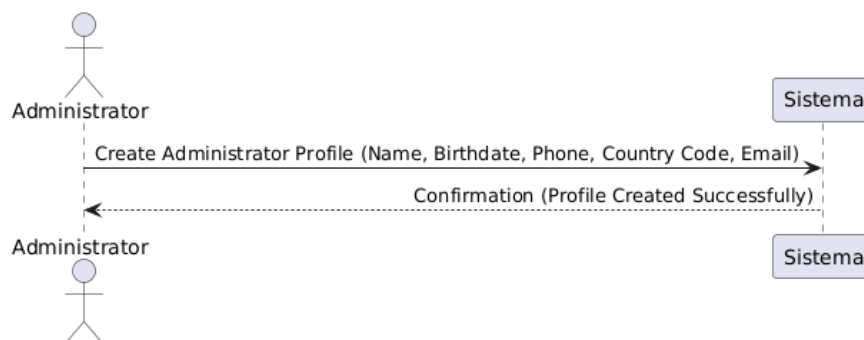 Administrator
Sistema
Create Administrator Profile (Name, Birthdate, Phone, Country Code, Email)
Confirmation (Profile Created Successfully)
Administrator
Sistema